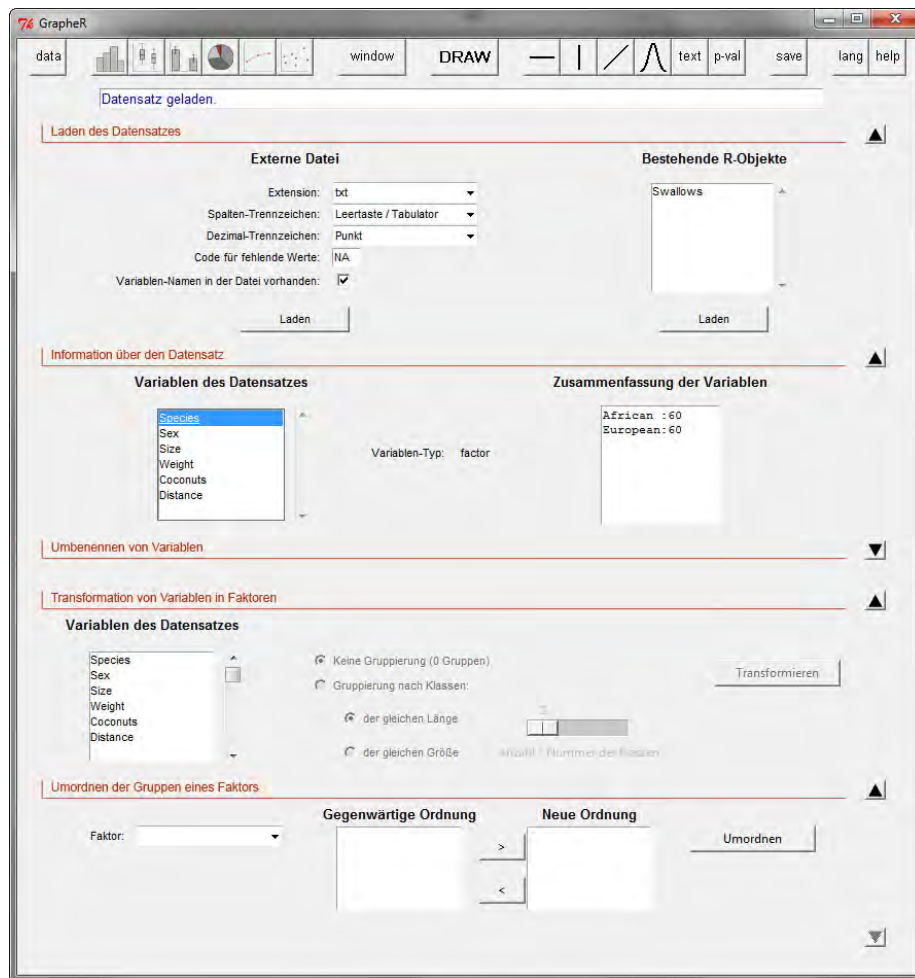 GrapheR
data window DRAW text p-val save lang help
Datensatz geladen.
Laden des Datensatzes
Externe Datei
Bestehende R-Objekte
Extension: txt
Swallows
Spalten-Trennzeichen: Leertaste / Tabulator
Dezimal-Trennzeichen: Punkt
Code für fehlende Werte: NA
Variablen-Namen in der Datei vorhanden:
Laden
Laden
Information über den Datensatz
Variablen des Datensatzes
Zusammenfassung der Variablen
Species
Sex
Size
Weight
Coconuts
Distance
Variablen-Typ: factor
African :60
European:60
Umbenennen von Variablen
Transformation von Variablen in Faktoren
Variablen des Datensatzes
Species
Sex
Size
Weight
Coconuts
Distance
Keine Gruppierung (0 Gruppen)
Gruppierung nach Klassen:
der gleichen Länge
der gleichen Größe
Transformieren
Umordnen der Gruppen eines Faktors
Gegenwärtige Ordnung
Neue Ordnung
Faktor:
>
<
Umordnen